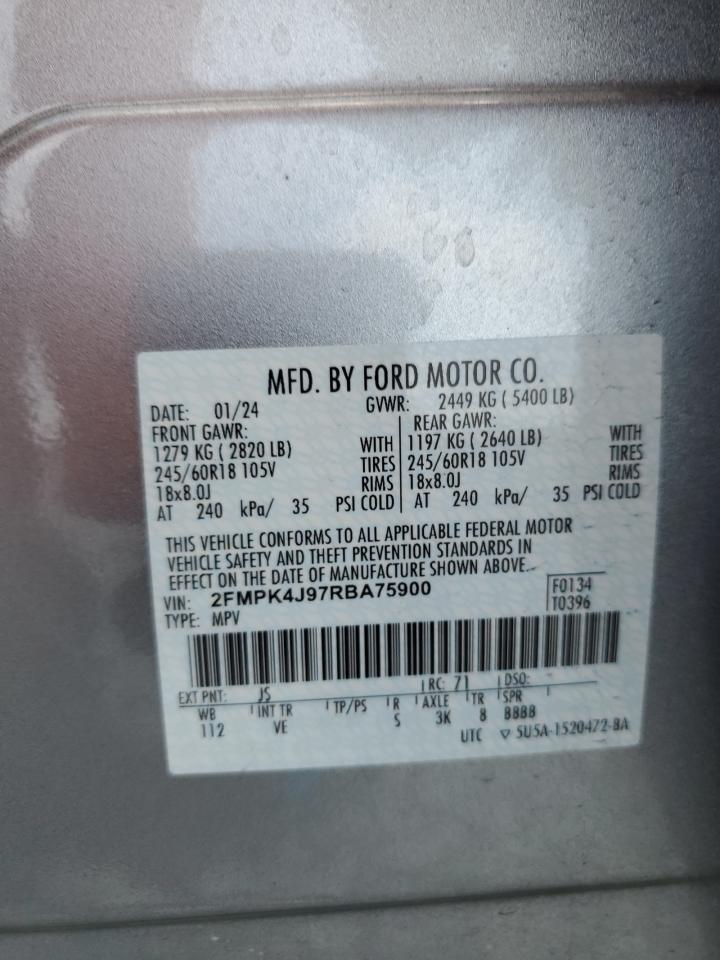 MFD. BY FORD MOTOR CO.
DATE: 01/24 GVWR: 2449 KG ( 5400 LB)
FRONT GAWR: REAR GAWR:
1279 KG ( 2820 LB) WITH 1197 KG ( 2640 LB) WITH
245/60R18 105V TIRES 245/60R18 105V TIRES
18x8.0J RIMS 18x8.0J RIMS
AT 240 kPa/ 35 PSI COLD AT 240 kPa/ 35 PSI COLD
THIS VEHICLE CONFORMS TO ALL APPLICABLE FEDERAL MOTOR
VEHICLE SAFETY AND THEFT PREVENTION STANDARDS IN
EFFECT ON THE DATE OF MANUFACTURE SHOWN ABOVE.
VIN: 2FMPK4J97RBA75900 F0134
TYPE: MPV T0396
EXT PNT: JS RC: 71 DSO:
WB INT TR TP/PS R AXLE TR SPR
112 VE S 3K 8 BBBB
UTC ▽ 5U5A-1520472-BA